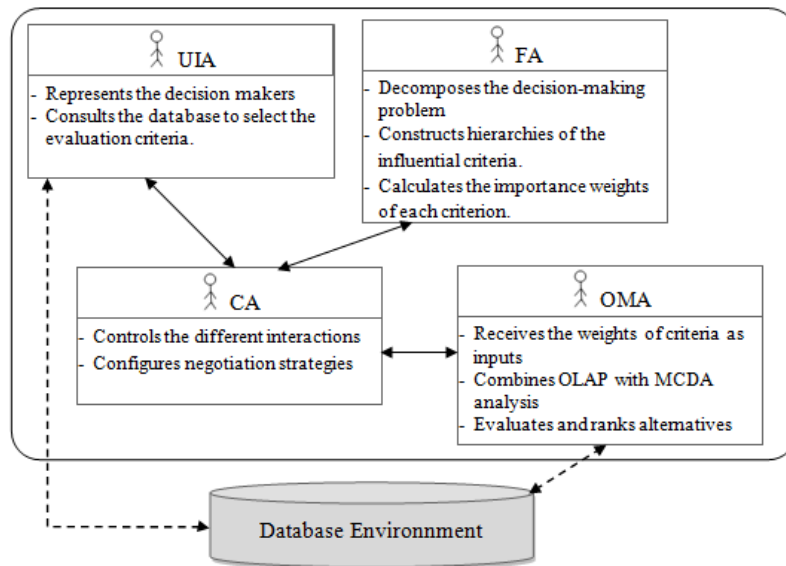 UIA
- Represents the decision makers
- Consults the database to select the
evaluation criteria.
FA
- Decomposes the decision-making
problem
- Constructs hierarchies of the
influential criteria.
- Calculates the importance weights
of each criterion.
CA
- Controls the different interactions
- Configures negotiation strategies
OMA
- Receives the weights of criteria as
inputs
- Combines OLAP with MCDA
analysis
- Evaluates and ranks alternatives
Database Environnment